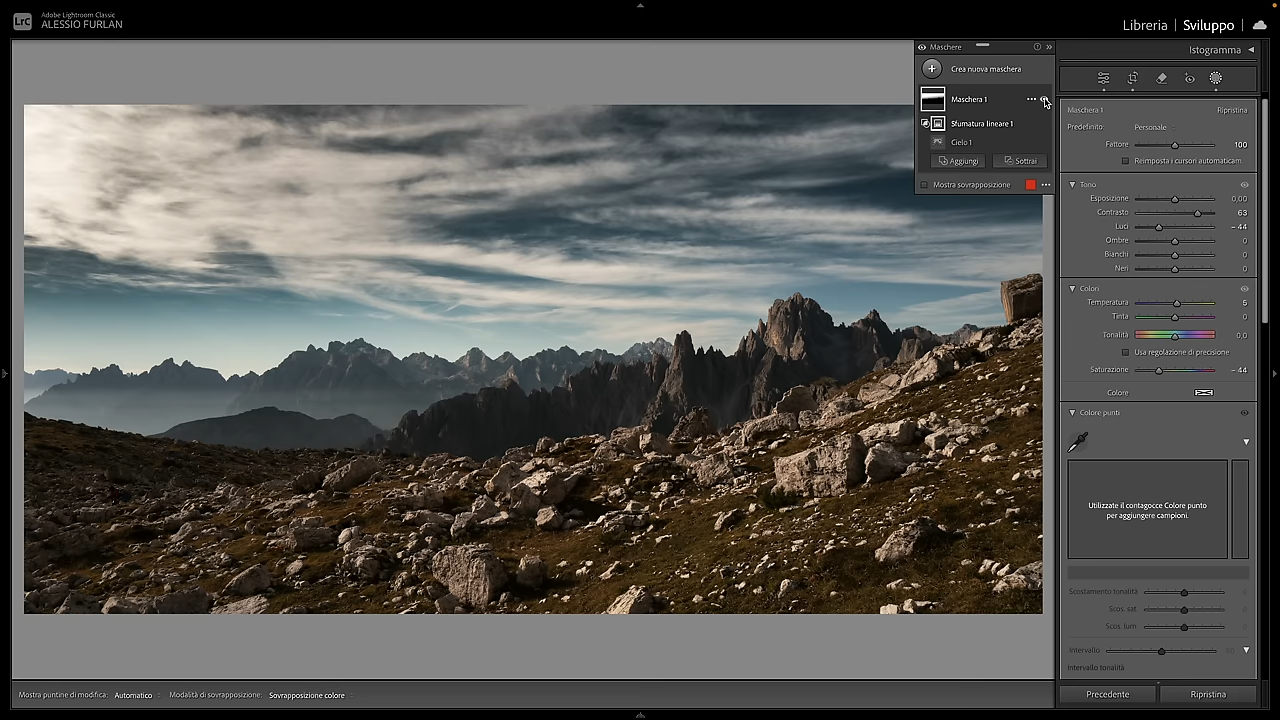 LrC
Adobe Lightroom Classic
ALESSIO FURLAN
Libreria | Sviluppo |
Istogramma
Maschere
Crea nuova maschera
Maschera 1
Sfumatura lineare 1
Cielo 1
Aggiungi
Sottrai
Mostra sovrapposizione
Maschera 1
Ripristina
Predefinito:
Personale
Fattore
100
Reimposta i cursori automaticam.
Tono
Esposizione
0,00
Contrasto
63
Luci
– 44
Ombre
0
Bianchi
0
Neri
0
Colori
Temperatura
5
Tinta
0
Tonalità
0,0
Usa regolazione di precisione
Saturazione
– 44
Colore
Colore punti
Utilizzate il contagocce Colore punto
per aggiungere campioni.
Scostamento tonalità
Scos. sat.
Scos. lum
Intervallo
Intervallo tonalità
Precedente
Ripristina
Mostra puntine di modifica: Automatico
Modalità di sovrapposizione: Sovrapposizione colore